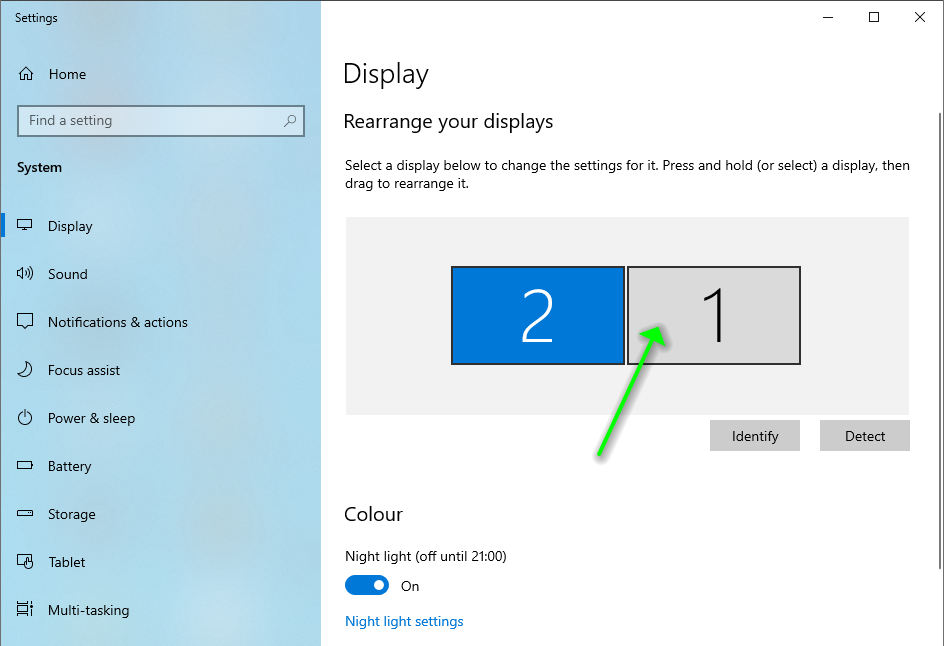 Settings
Home
Find a setting
System
Display
Sound
Notifications & actions
Focus assist
Power & sleep
Battery
Storage
Tablet
Multi-tasking
Display
Rearrange your displays
Select a display below to change the settings for it. Press and hold (or select) a display, then
drag to rearrange it.
2 1
Identify Detect
Colour
Night light (off until 21:00)
On
Night light settings